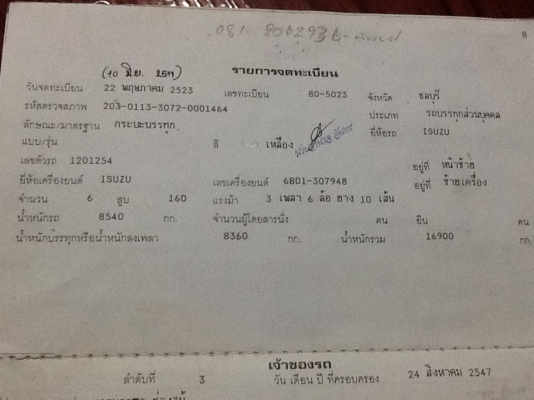 081-
8
(10 มิ.ย. 2511)
รายการจดทะเบียน
วันจดทะเบียน 22 พฤษภาคม 2523 เลขทะเบียน 80-5023 จังหวัด ชลบุรี
รหัสตรวจสภาพ 203-0113-3072-0001464 ประเภท รถบรรทุกส่วนบุคคล
ลักษณะ/มาตรฐาน กระบะบรรทุก ยี่ห้อรถ ISUZU
แบบ/รุ่น สี เหลือง
เลขตัวรถ 1201254 อยู่ที่ หน้าซ้าย
ยี่ห้อเครื่องยนต์ ISUZU เลขเครื่องยนต์ 6BD1-307948 อยู่ที่ ซ้ายเครื่อง
จำนวน 6 สูบ 160 แรงม้า 3 เพลา 6 ล้อ ยาง 10 เส้น
น้ำหนักรถ 8540 กก. จำนวนผู้โดยสารนั่ง คน ยืน คน
น้ำหนักบรรทุกหรือน้ำหนักลงเพลา 8360 กก. น้ำหนักรวม 16900 กก.
เจ้าของรถ
ลำดับที่ 3 วัน เดือน ปี ที่ครอบครอง 24 สิงหาคม 2547